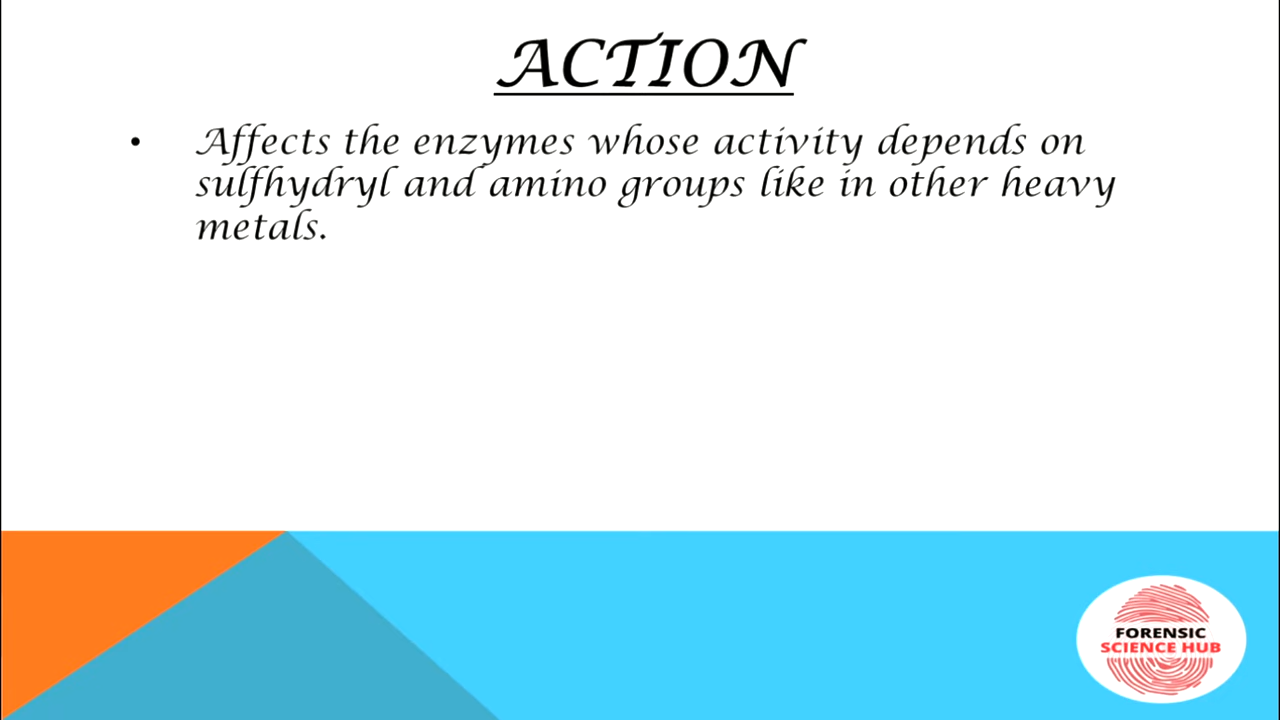 ACTION
• Affects the enzymes whose activity depends on
sulfhydryl and amino groups like in other heavy
metals.
FORENSIC
SCIENCE HUB